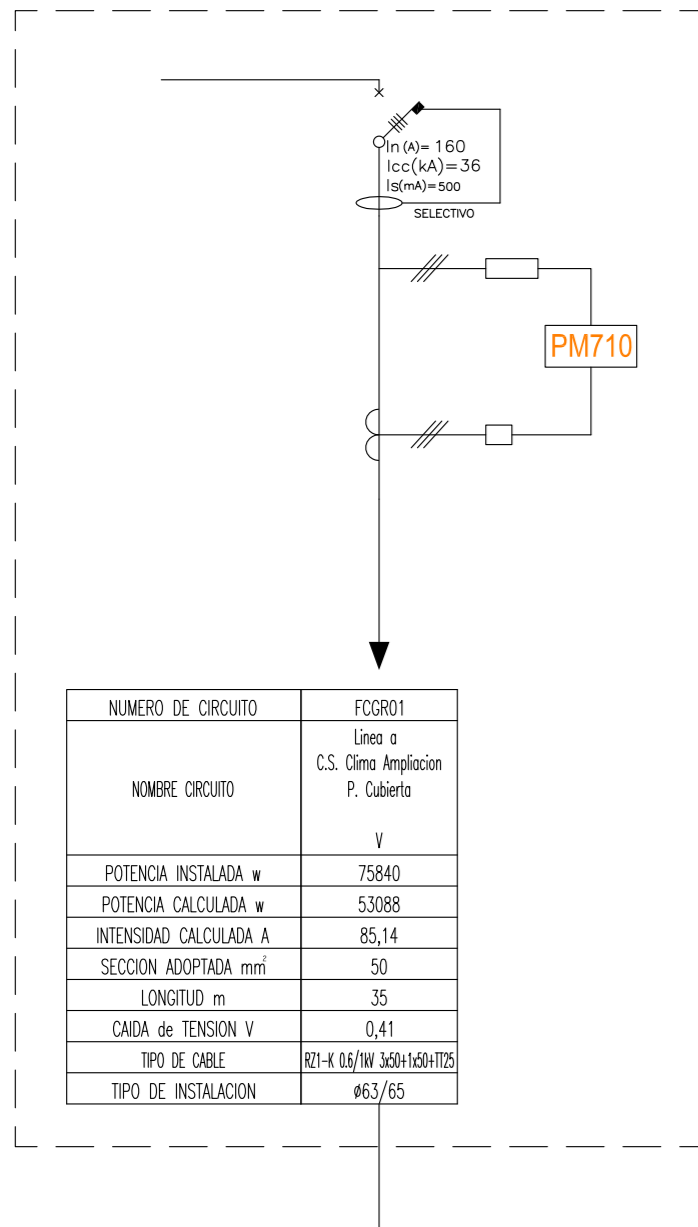 In (A)= 160
Icc(kA)=36
Is(mA)=500
SELECTIVO
PM710
NUMERO DE CIRCUITO FCGR01
NOMBRE CIRCUITO
Linea a
C.S. Clima Ampliacion
P. Cubierta
V
POTENCIA INSTALADA w 75840
POTENCIA CALCULADA w 53088
INTENSIDAD CALCULADA A 85,14
SECCION ADOPTADA mm² 50
LONGITUD m 35
CAIDA de TENSION V 0,41
TIPO DE CABLE RZ1-K 0.6/1kV 3x50+1x50+TT25
TIPO DE INSTALACION ø63/65